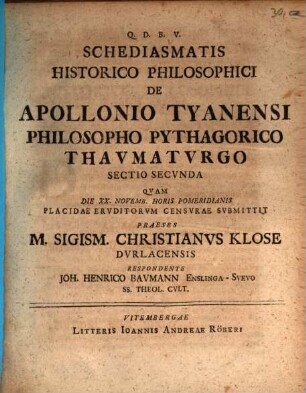 30,—
Q. D. B. V.
SCHEDIASMATIS
HISTORICO PHILOSOPHICI
DE
APOLLONIO TYANENSI
PHILOSOPHO PYTHAGORICO
THAVMATVRGO
SECTIO SECVNDA
QVAM
DIE XX. NOVEMB. HORIS POMERIDIANIS
PLACIDAE ERVDITORVM CENSVRAE SVBMITTIT
PRAESES
M. SIGISM. CHRISTIANVS KLOSE
DVRLACENSIS
RESPONDENTE
JOH. HENRICO BAVMANN ENSLINGA-SVEVO
SS. THEOL. CVLT.
VITEMBERGAE
LITTERIS IOANNIS ANDREAE RÖBERI